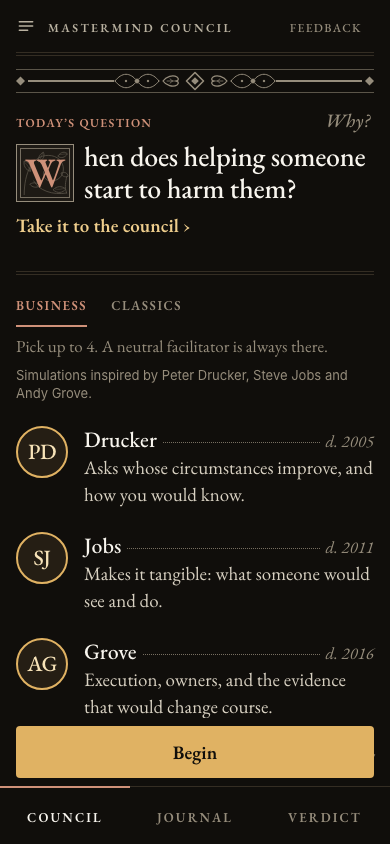 MASTERMIND COUNCIL
FEEDBACK
TODAY'S QUESTION
Why?
When does helping someone
start to harm them?
Take it to the council ›
BUSINESS
CLASSICS
Pick up to 4. A neutral facilitator is always there.
Simulations inspired by Peter Drucker, Steve Jobs and
Andy Grove.
PD
Drucker
d. 2005
Asks whose circumstances improve, and
how you would know.
SJ
Jobs
d. 2011
Makes it tangible: what someone would
see and do.
AG
Grove
d. 2016
Execution, owners, and the evidence
that would change course.
Begin
COUNCIL
JOURNAL
VERDICT